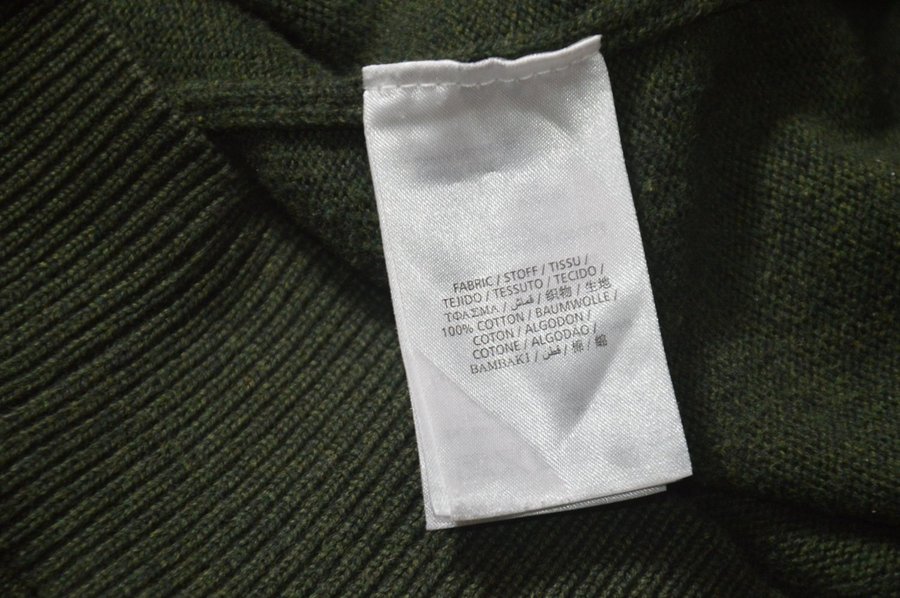 FABRIC / STOFF / TISSU /
TEJIDO / TESSUTO / TECIDO /
ΥΦΑΣΜΑ / قماش / 织物 / 生地
100% COTTON / BAUMWOLLE /
COTON / ALGODON /
COTONE / ALGODÃO /
BAMBAKI / قطن / 棉 / 綿